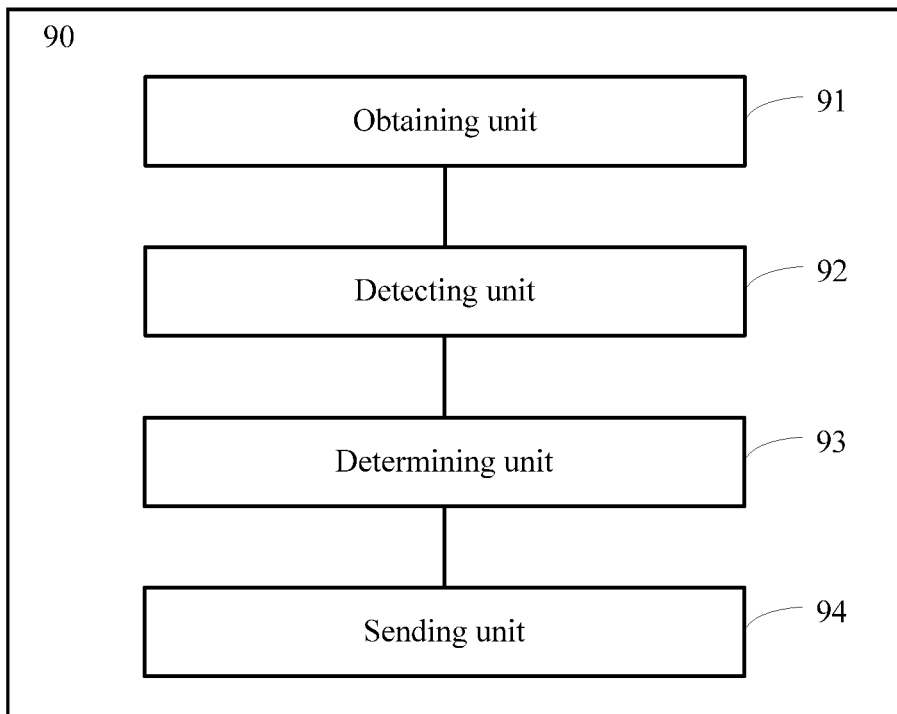 90
Obtaining unit
91
Detecting unit
92
Determining unit
93
Sending unit
94